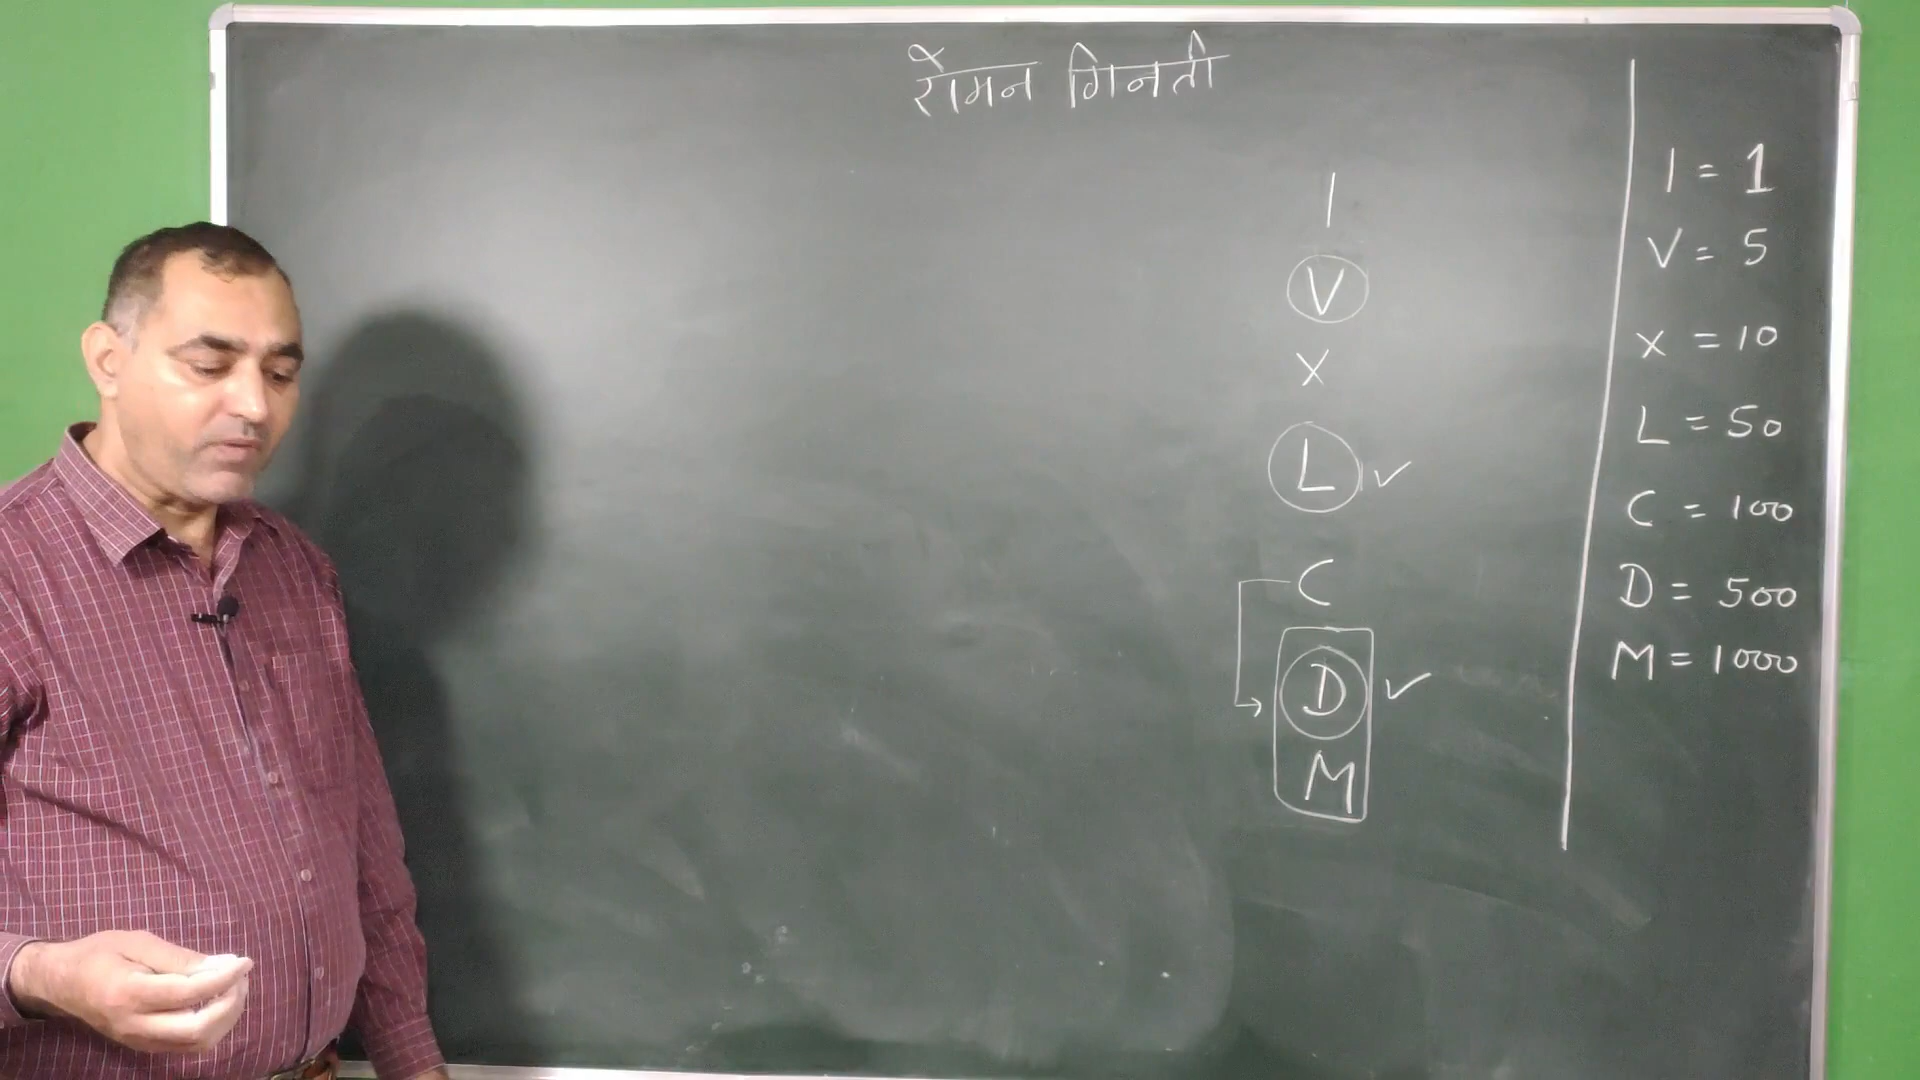 रोमन गिनती
I
V
X
L ✓
C
D ✓
M
I = 1
V = 5
X = 10
L = 50
C = 100
D = 500
M = 1000